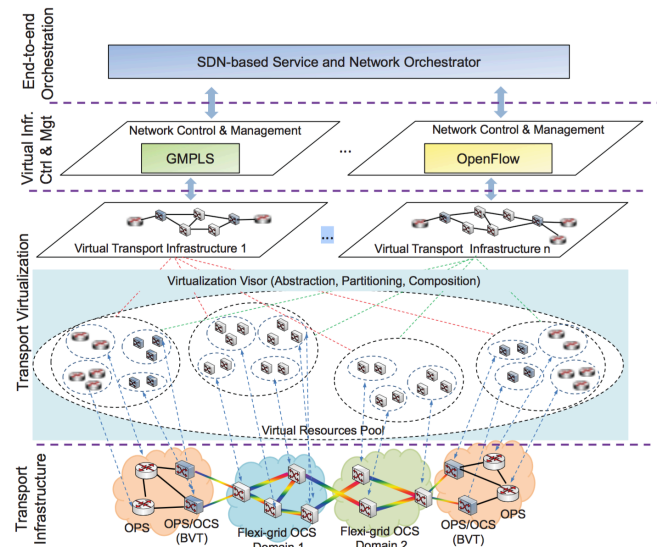 End-to-end
Orchestration
SDN-based Service and Network Orchestrator
Virtual Infr.
Ctrl & Mgt
Network Control & Management
GMPLS
...
Network Control & Management
OpenFlow
Transport Virtualization
Virtual Transport Infrastructure 1
...
Virtual Transport Infrastructure n
Virtualization Visor (Abstraction, Partitioning, Composition)
Virtual Resources Pool
Transport
Infrastructure
OPS
OPS/OCS
(BVT)
Flexi-grid OCS
Domain 1
Flexi-grid OCS
Domain 2
OPS/OCS
(BVT)
OPS